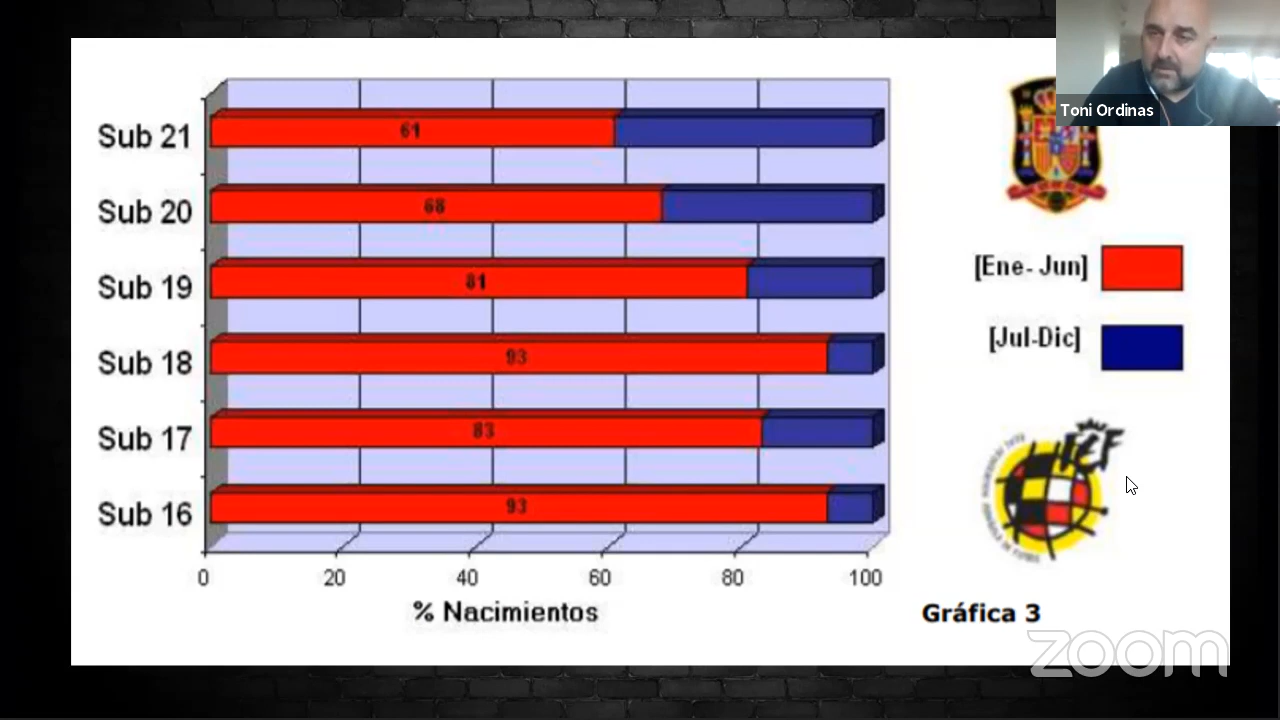 Toni Ordinas
Sub 21
61
Sub 20
68
Sub 19
81
[Ene- Jun]
Sub 18
93
[Jul-Dic]
Sub 17
83
Sub 16
93
0 20 40 60 80 100
% Nacimientos
Gráfica 3
zoom